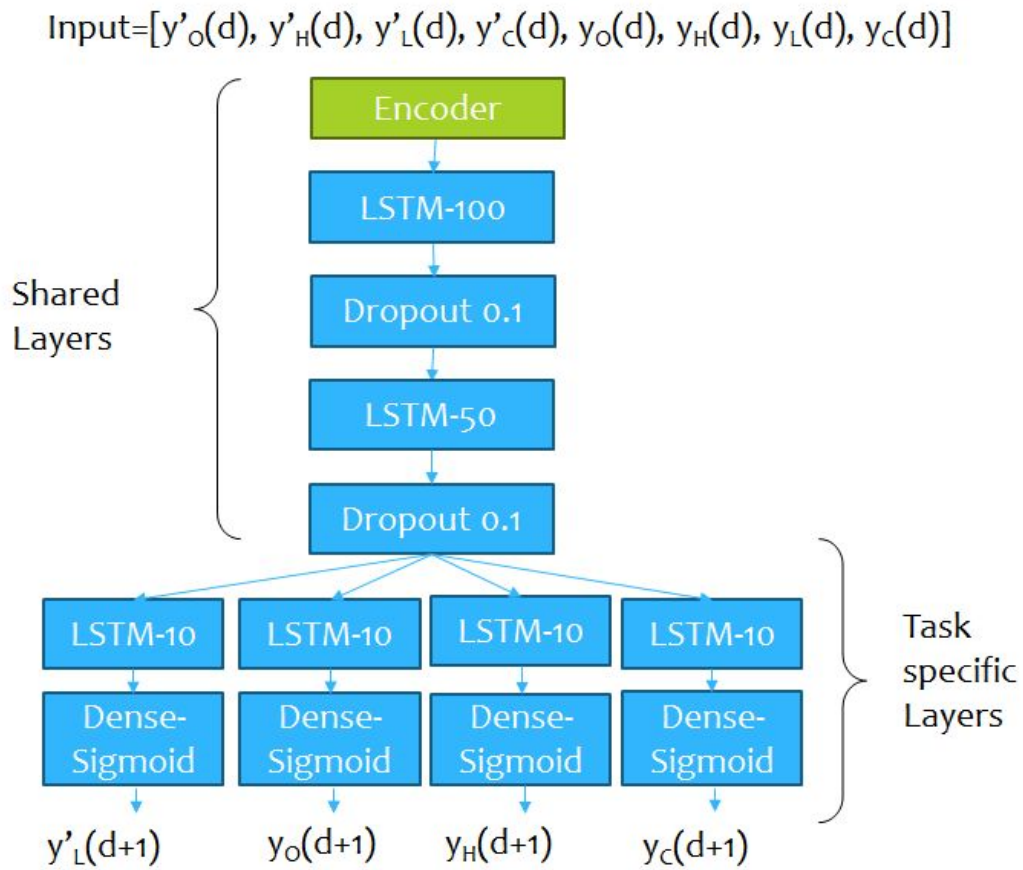 Input=[y'O(d), y'H(d), y'L(d), y'C(d), yO(d), yH(d), yL(d), yC(d)]
Encoder
LSTM-100
Dropout 0.1
LSTM-50
Dropout 0.1
Shared
Layers
LSTM-10 LSTM-10 LSTM-10 LSTM-10
Dense- Dense- Dense- Dense-
Sigmoid Sigmoid Sigmoid Sigmoid
Task
specific
Layers
y'L(d+1) yO(d+1) yH(d+1) yC(d+1)